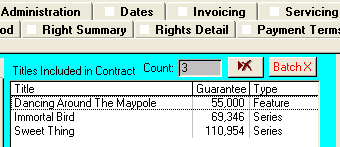 Administration Dates Invoicing Servicing
od Right Summary Rights Detail Payment Terms
Titles Included in Contract Count: 3 Batch X
Title Guarantee Type
Dancing Around The Maypole 55,000 Feature
Immortal Bird 69,346 Series
Sweet Thing 110,954 Series